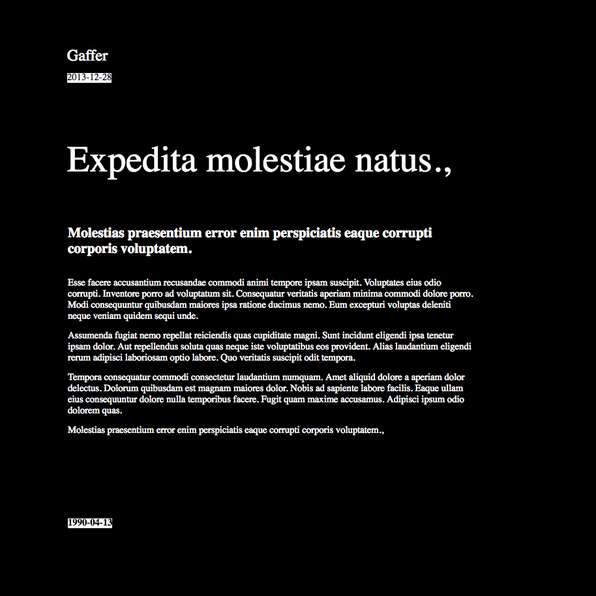 Gaffer
2013-12-28
Expedita molestiae natus.,
Molestias praesentium error enim perspiciatis eaque corrupti
corporis voluptatem.
Esse facere accusantium recusandae commodi animi tempore ipsam suscipit. Voluptates eius odio
corrupti. Inventore porro ad voluptatum sit. Consequatur veritatis aperiam minima commodi dolore porro.
Modi consequuntur quibusdam maiores ipsa ratione ducimus nemo. Eum excepturi voluptas deleniti
neque veniam quidem sequi unde.
Assumenda fugiat nemo repellat reiciendis quas cupiditate magni. Sunt incidunt eligendi ipsa tenetur
ipsam dolor. Aut repellendus soluta quas neque iste voluptatibus eos provident. Alias laudantium eligendi
rerum adipisci laboriosam optio labore. Quo veritatis suscipit odit tempora.
Tempora consequatur commodi consectetur laudantium numquam. Amet aliquid dolore a aperiam dolor
delectus. Dolorum quibusdam est magnam maiores dolor. Nobis ad sapiente labore facilis. Eaque ullam
eius consequuntur dolore nulla temporibus facere. Fugit quam maxime accusamus. Adipisci ipsum odio
dolorem quas.
Molestias praesentium error enim perspiciatis eaque corrupti corporis voluptatem.,
1990-04-13